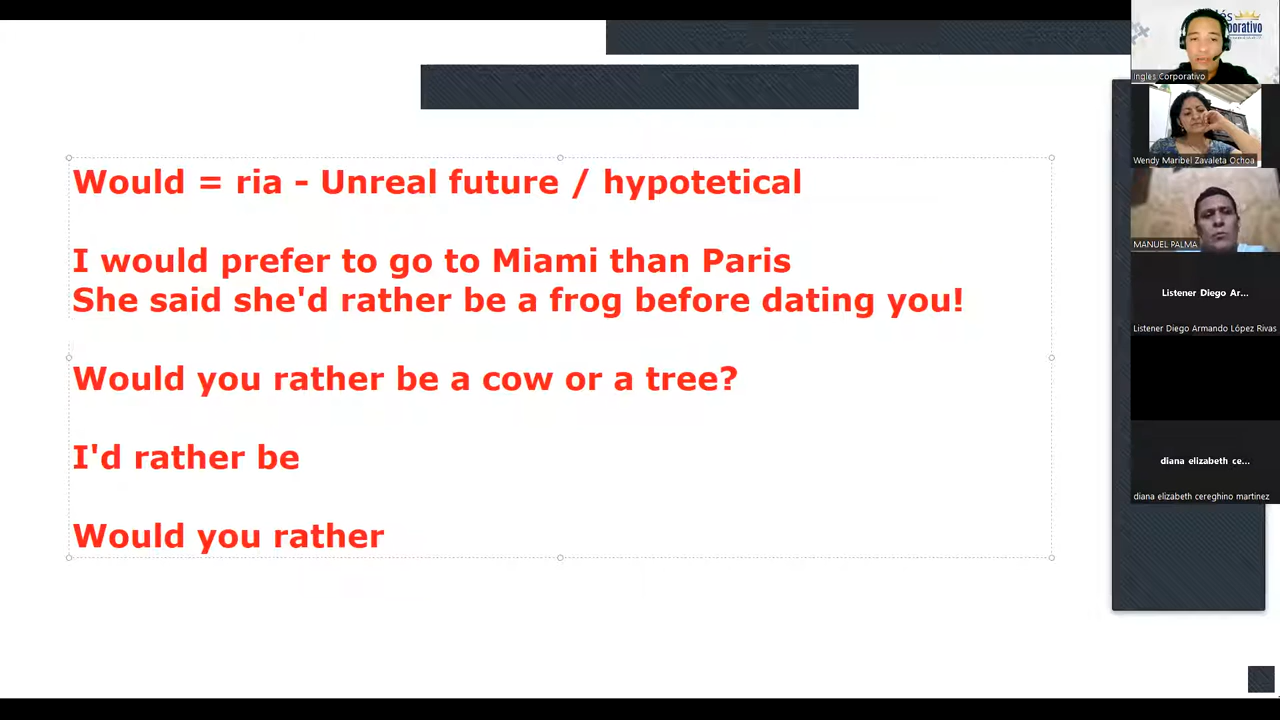 Would = ria - Unreal future / hypotetical
I would prefer to go to Miami than Paris
She said she'd rather be a frog before dating you!
Would you rather be a cow or a tree?
I'd rather be
Would you rather
Ingles Corporativo
Wendy Maribel Zavaleta Ochoa
MANUEL PALMA
Listener Diego Ar...
Listener Diego Armando López Rivas
diana elizabeth ce...
diana elizabeth cereghino martinez